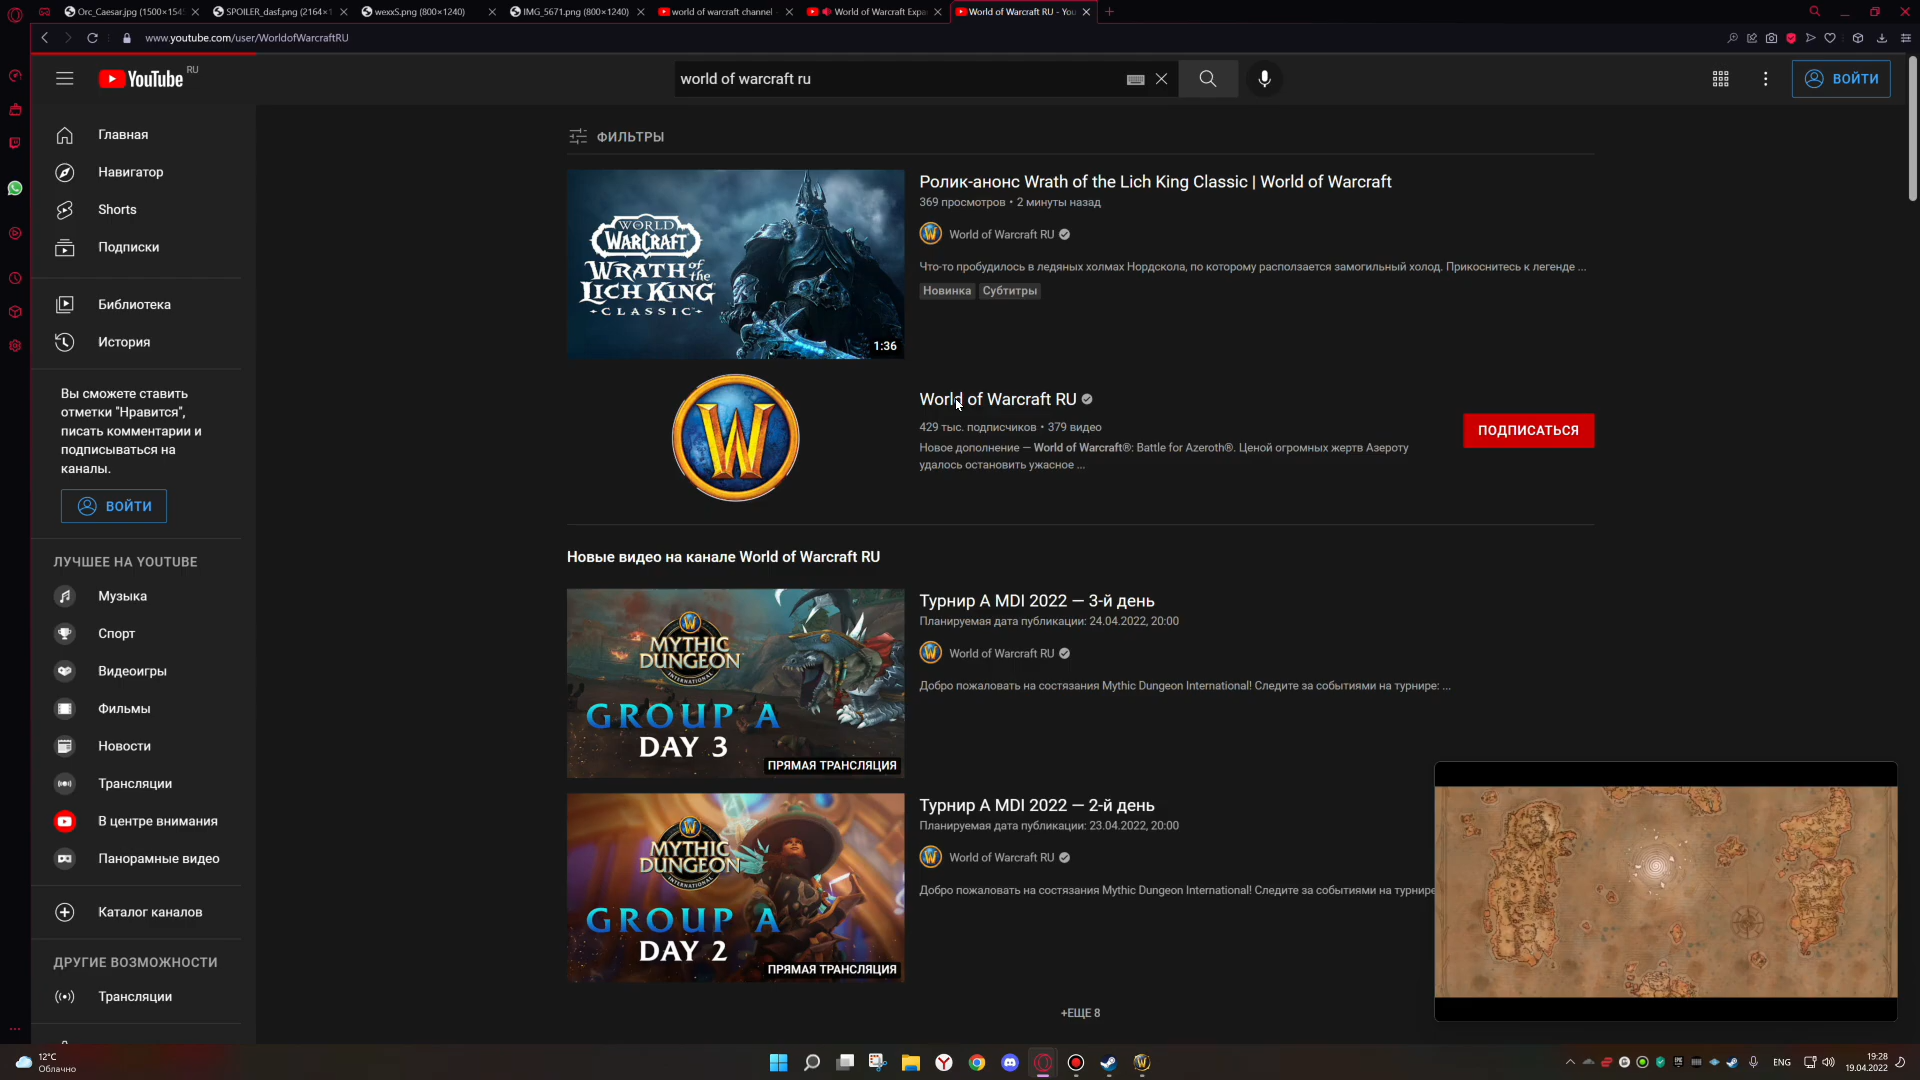 Orc_Caesar.jpg (1500×154
SPOILER_dasf.png (2164×1
wexxS.png (800×1240)
IMG_5671.png (800×1240)
world of warcraft channel -
World of Warcraft Expa
World of Warcraft RU - You
www.youtube.com/user/WorldofWarcraftRU
YouTube RU
world of warcraft ru
ВОЙТИ
Главная
Навигатор
Shorts
Подписки
Библиотека
История
Вы сможете ставить
отметки "Нравится",
писать комментарии и
подписываться на
каналы.
ВОЙТИ
ЛУЧШЕЕ НА YOUTUBE
Музыка
Спорт
Видеоигры
Фильмы
Новости
Трансляции
В центре внимания
Панорамные видео
Каталог каналов
ДРУГИЕ ВОЗМОЖНОСТИ
Трансляции
ФИЛЬТРЫ
WORLD
OF
WARCRAFT
WRATH
of the
LICH KING
CLASSIC
1:36
Ролик-анонс Wrath of the Lich King Classic | World of Warcraft
369 просмотров • 2 минуты назад
World of Warcraft RU
Что-то пробудилось в ледяных холмах Нордскола, по которому расползается замогильный холод. Прикоснитесь к легенде ...
Новинка Субтитры
W
World of Warcraft RU
429 тыс. подписчиков • 379 видео
Новое дополнение — World of Warcraft®: Battle for Azeroth®. Ценой огромных жертв Азероту
удалось остановить ужасное ...
ПОДПИСАТЬСЯ
Новые видео на канале World of Warcraft RU
MYTHIC
DUNGEON
INTERNATIONAL
GROUP A
DAY 3
ПРЯМАЯ ТРАНСЛЯЦИЯ
Турнир A MDI 2022 — 3-й день
Планируемая дата публикации: 24.04.2022, 20:00
World of Warcraft RU
Добро пожаловать на состязания Mythic Dungeon International! Следите за событиями на турнире: ...
MYTHIC
DUNGEON
INTERNATIONAL
GROUP A
DAY 2
ПРЯМАЯ ТРАНСЛЯЦИЯ
Турнир A MDI 2022 — 2-й день
Планируемая дата публикации: 23.04.2022, 20:00
World of Warcraft RU
Добро пожаловать на состязания Mythic Dungeon International! Следите за событиями на турнире
+ЕЩЕ 8
12°C
Облачно
ENG
19:28
19.04.2022